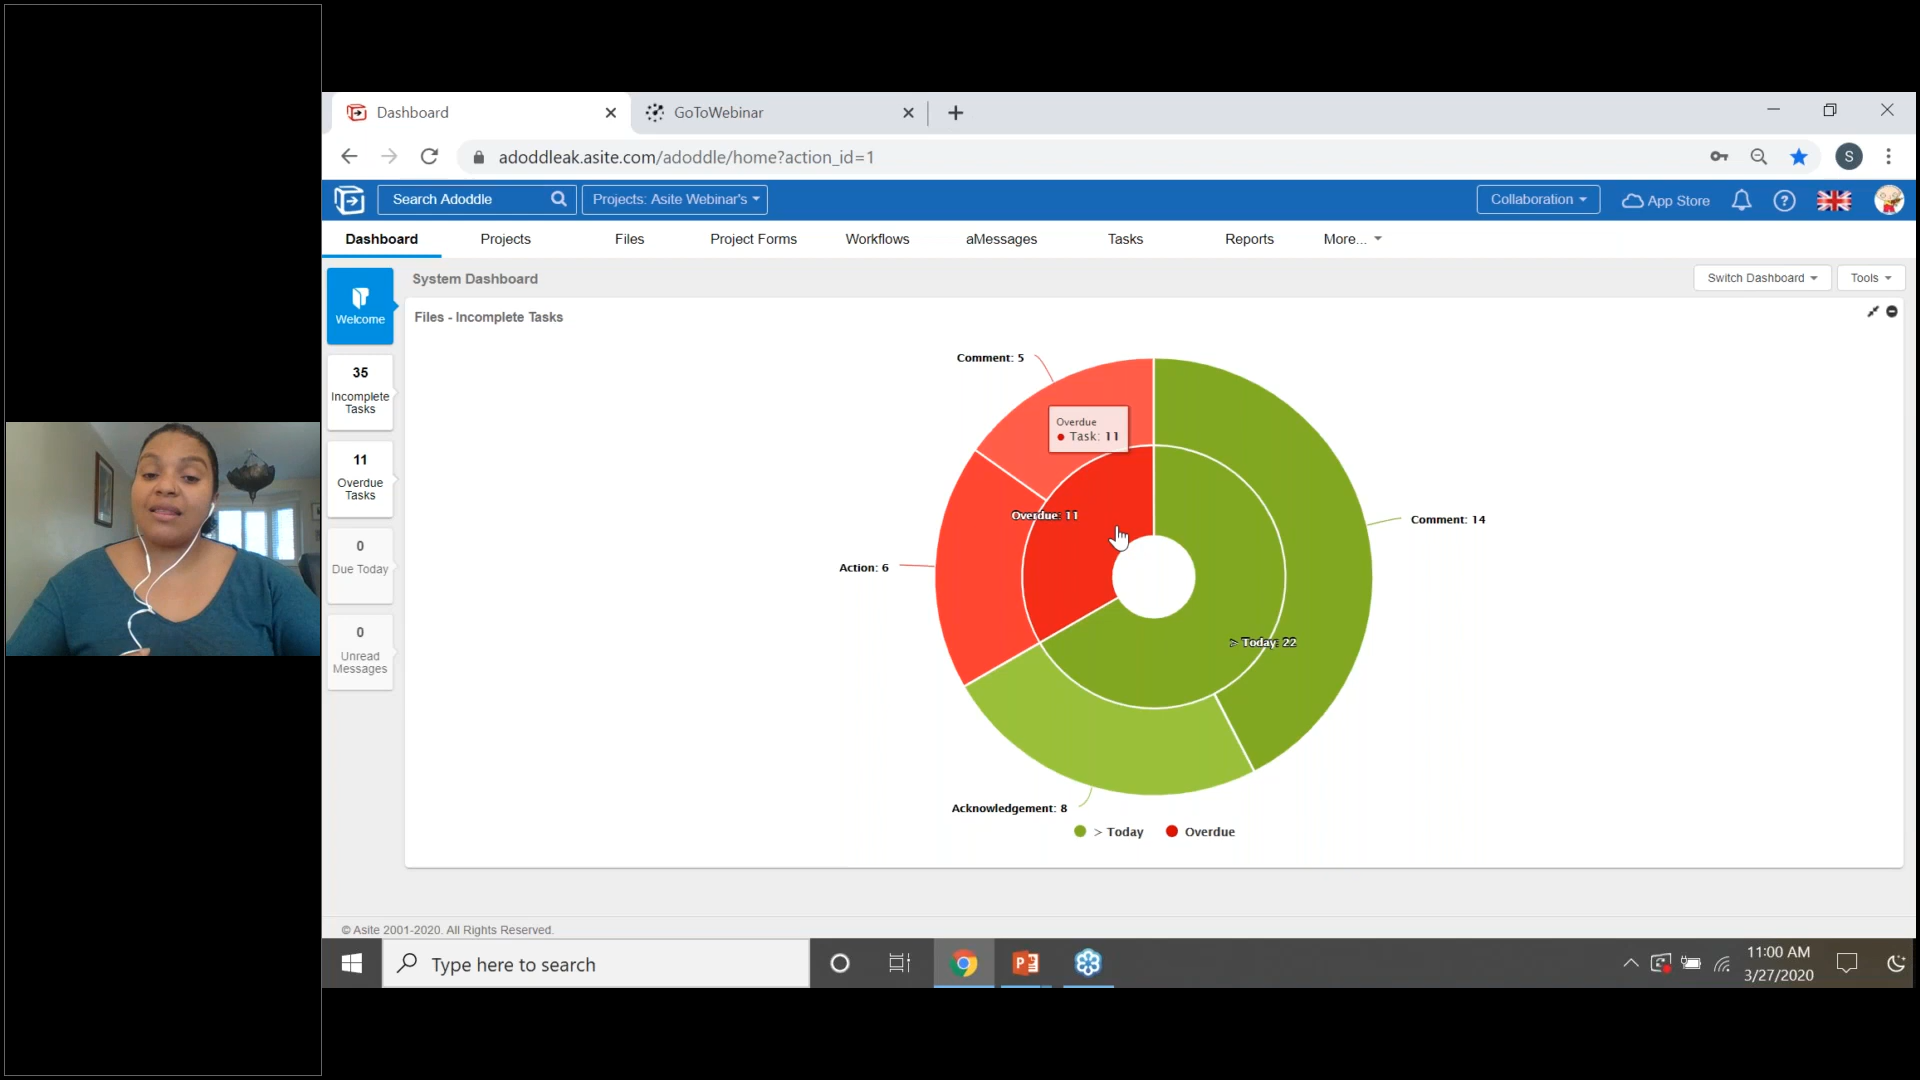 Dashboard
GoToWebinar
adoddleak.asite.com/adoddle/home?action_id=1
S
Search Adoddle
Projects: Asite Webinar's
Collaboration
App Store
Dashboard
Projects
Files
Project Forms
Workflows
aMessages
Tasks
Reports
More...
Welcome
35
Incomplete
Tasks
11
Overdue
Tasks
0
Due Today
0
Unread
Messages
System Dashboard
Switch Dashboard
Tools
Files - Incomplete Tasks
Comment: 5
Overdue
Task: 11
Overdue: 11
Comment: 14
Action: 6
> Today: 22
Acknowledgement: 8
> Today
Overdue
© Asite 2001-2020. All Rights Reserved.
Type here to search
11:00 AM
3/27/2020